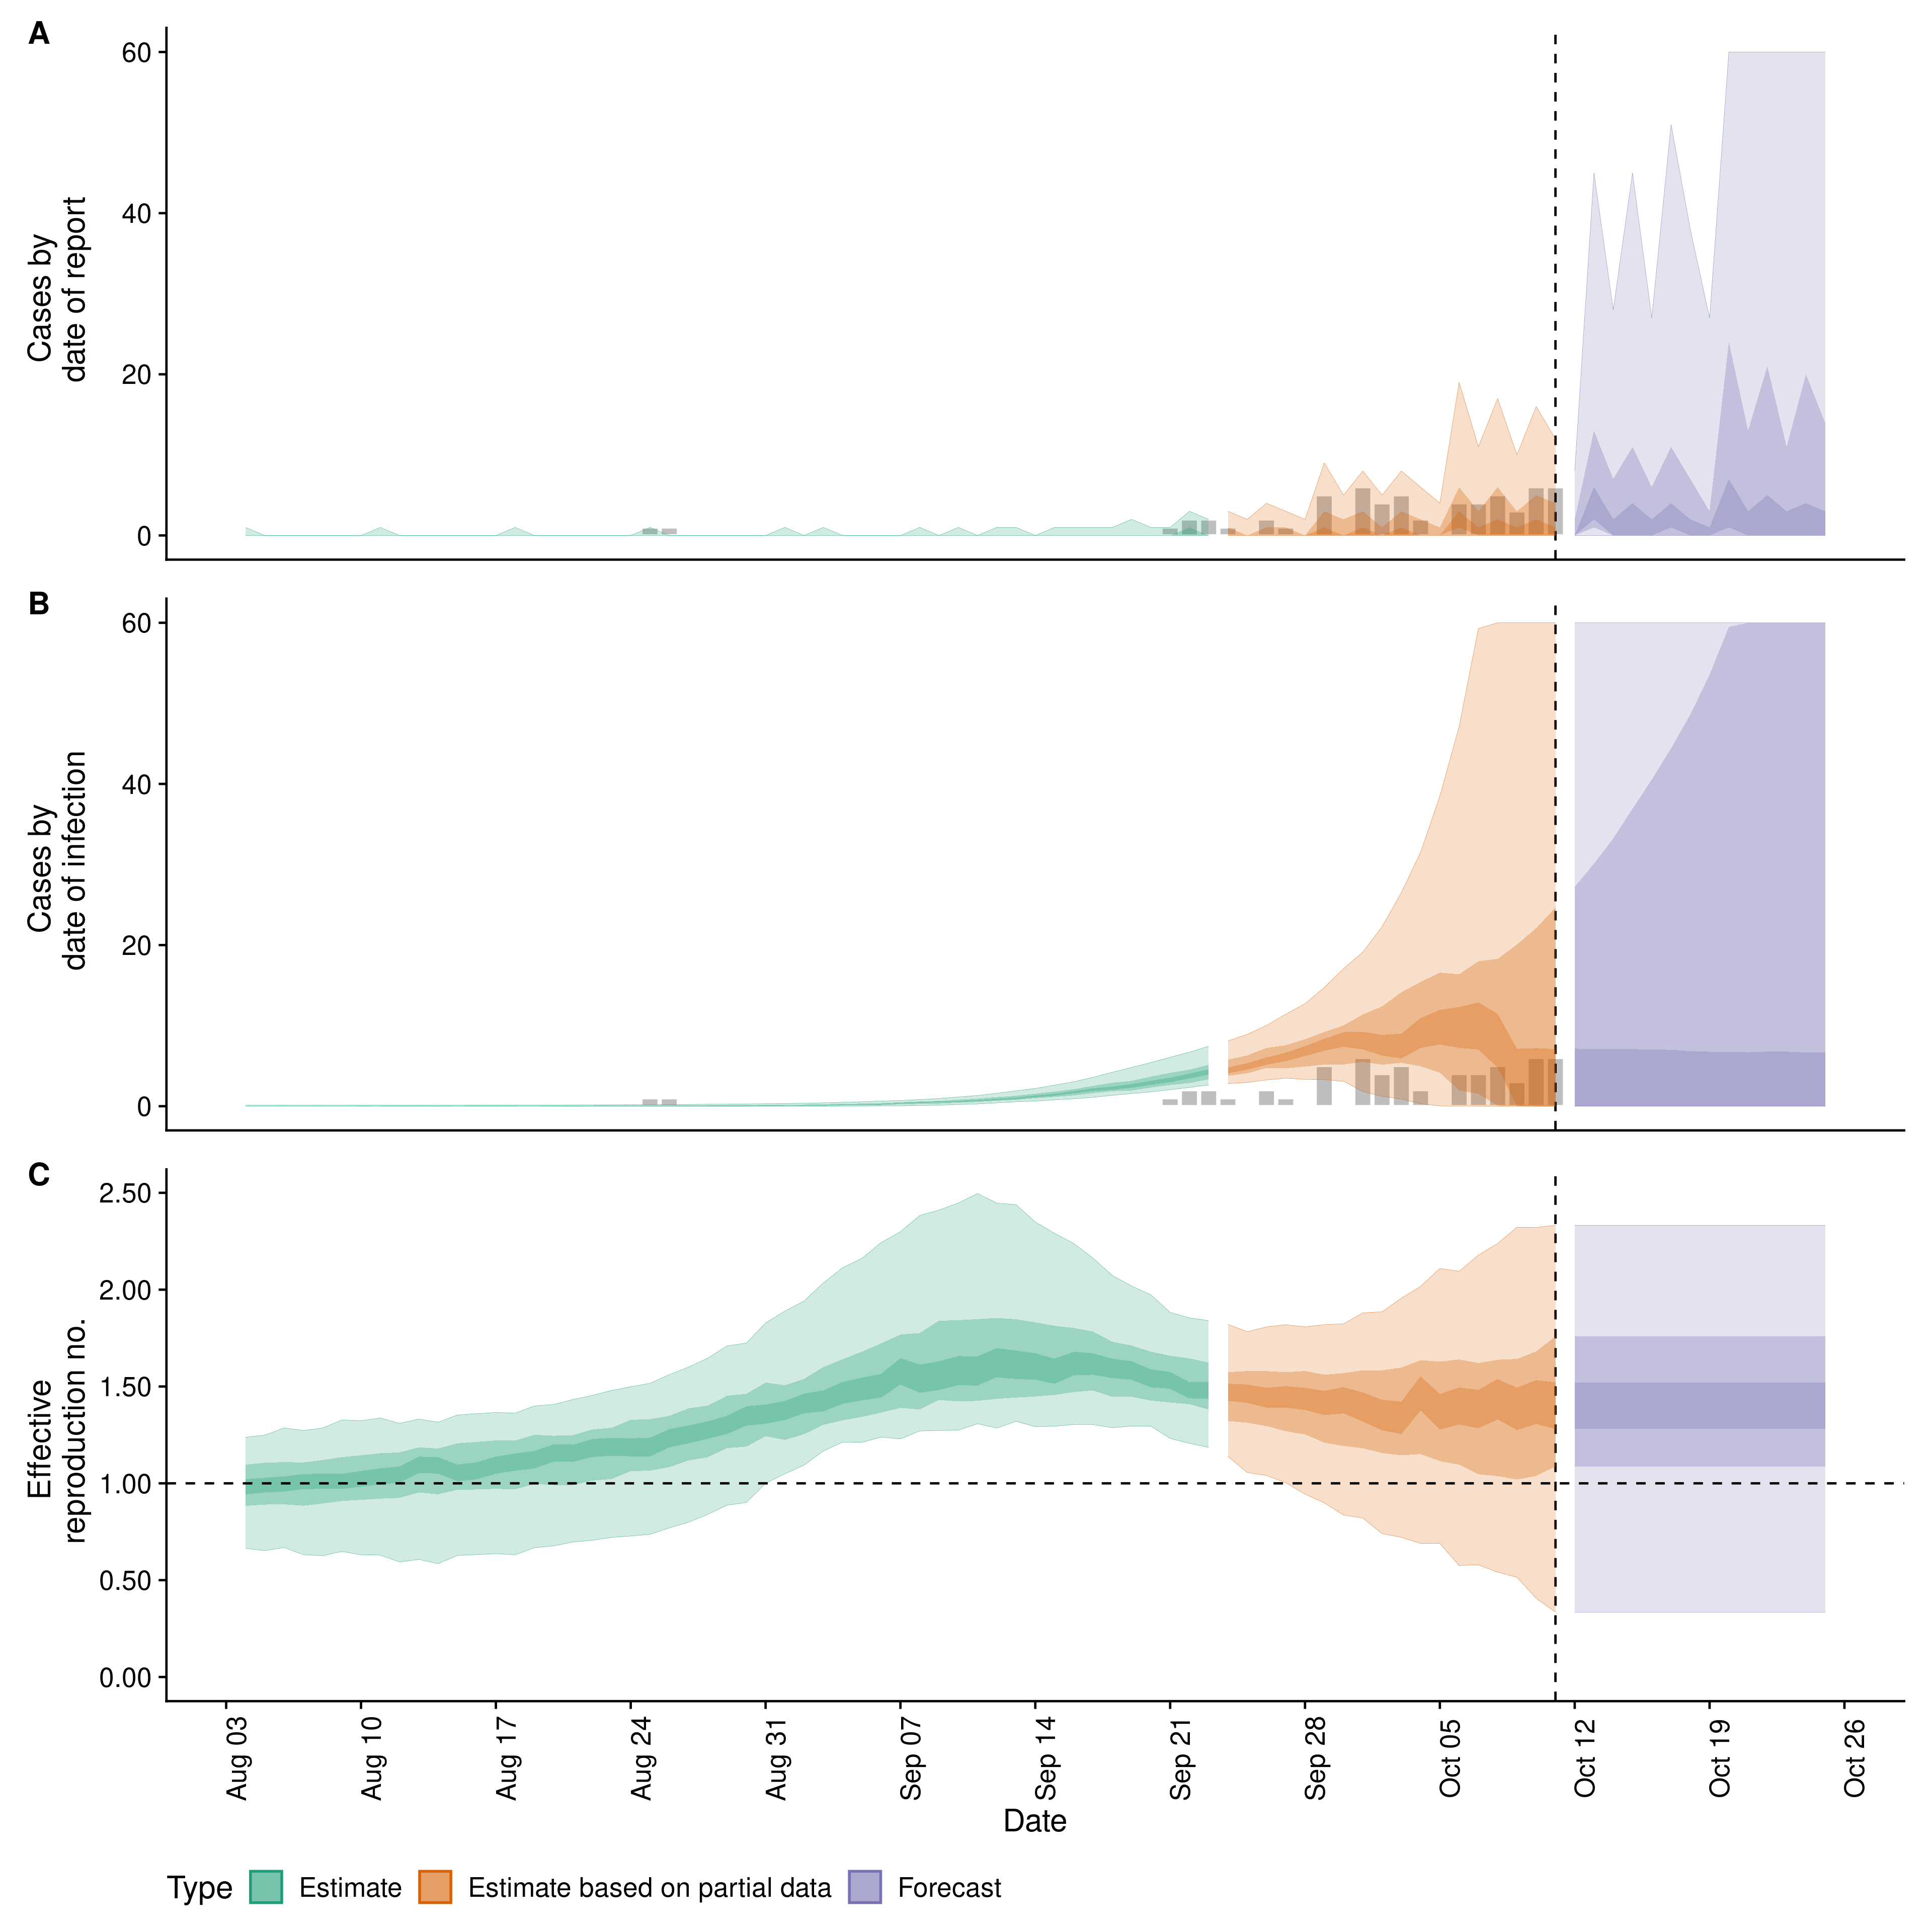 A
60
40
20
0
Cases by
date of report
B
60
40
20
0
Cases by
date of infection
C
2.50
2.00
1.50
1.00
0.50
0.00
Effective
reproduction no.
Aug 03
Aug 10
Aug 17
Aug 24
Aug 31
Sep 07
Sep 14
Sep 21
Sep 28
Oct 05
Oct 12
Oct 19
Oct 26
Date
Type Estimate Estimate based on partial data Forecast